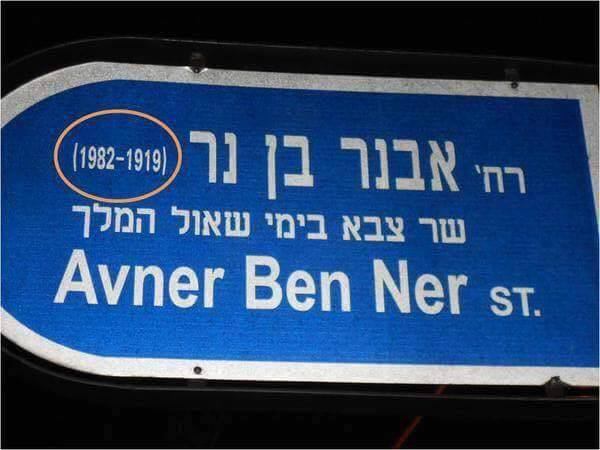 רח' אבנר בן נר (1982-1919)
שר צבא בימי שאול המלך
Avner Ben Ner ST.